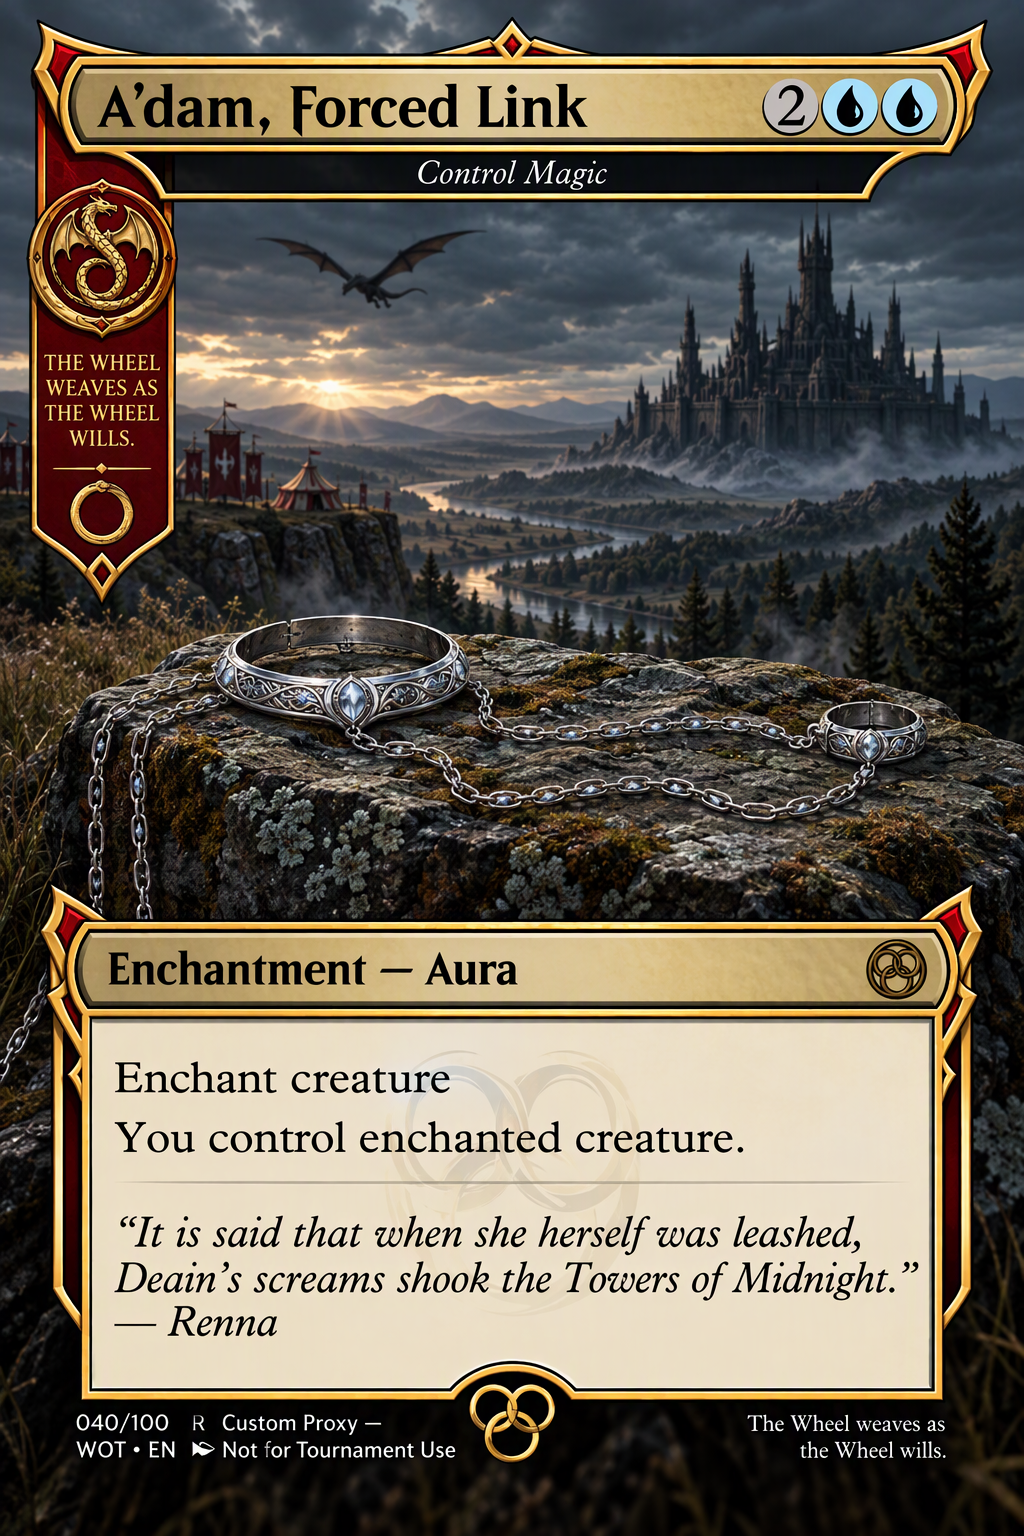 A'dam, Forced Link
2
Control Magic
THE WHEEL
WEAVES AS
THE WHEEL
WILLS.
Enchantment — Aura
Enchant creature
You control enchanted creature.
“It is said that when she herself was leashed,
Deain’s screams shook the Towers of Midnight.”
— Renna
040/100 R Custom Proxy –
WOT • EN Not for Tournament Use
The Wheel weaves as
the Wheel wills.